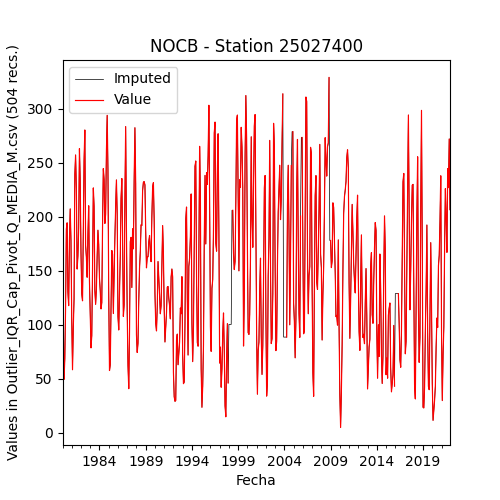 NOCB - Station 25027400
Imputed
Value
Values in Outlier_IQR_Cap_Pivot_Q_MEDIA_M.csv (504 recs.)
300
250
200
150
100
50
0
1984 1989 1994 1999 2004 2009 2014 2019
Fecha